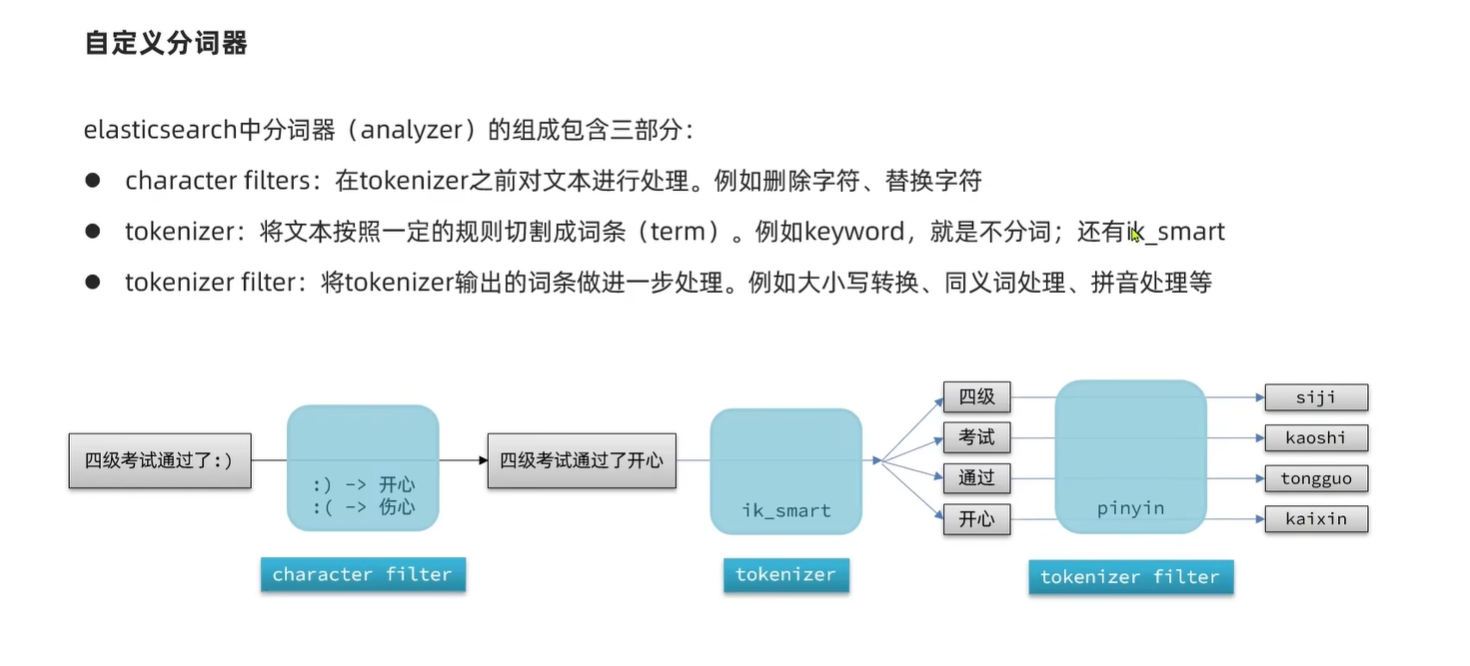 自定义分词器
elasticsearch中分词器（analyzer）的组成包含三部分：
● character filters：在tokenizer之前对文本进行处理。例如删除字符、替换字符
● tokenizer：将文本按照一定的规则切割成词条（term）。例如keyword，就是不分词；还有ik_smart
● tokenizer filter：将tokenizer输出的词条做进一步处理。例如大小写转换、同义词处理、拼音处理等
四级考试通过了:)
:) -> 开心
:( -> 伤心
character filter
四级考试通过了开心
ik_smart
tokenizer
四级
考试
通过
开心
pinyin
tokenizer filter
siji
kaoshi
tongguo
kaixin